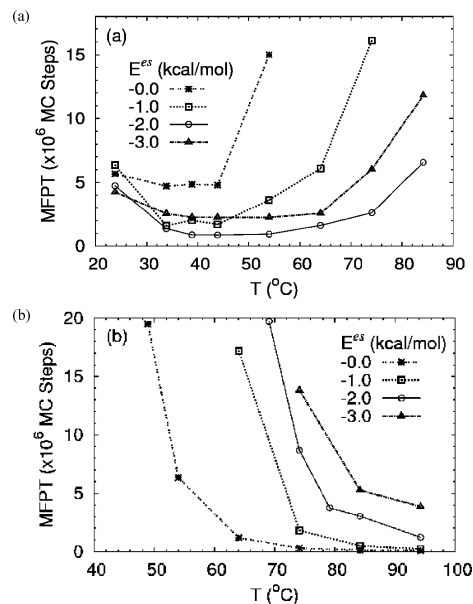 (a)
(a)
E^es (kcal/mol)
-0.0
-1.0
-2.0
-3.0
MFPT (x10^6 MC Steps)
15
10
5
0
20 30 40 50 60 70 80 90
T (°C)
(b)
(b)
E^es (kcal/mol)
-0.0
-1.0
-2.0
-3.0
MFPT (x10^6 MC Steps)
20
15
10
5
0
40 50 60 70 80 90 100
T (°C)